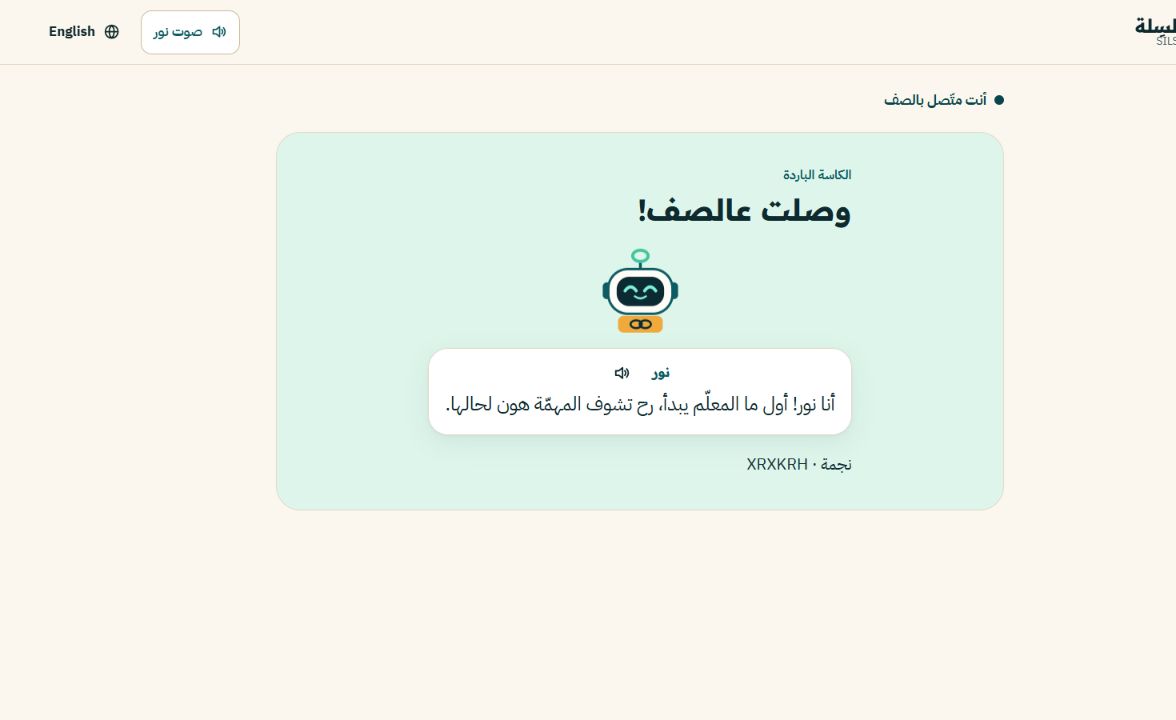 صوت نور
English
أنت متّصل بالصف
الكاسة الباردة
وصلت عالصف!
نور
أنا نور! أول ما المعلّم يبدأ، رح تشوف المهمّة هون لحالها.
نجمة · XRXKRH